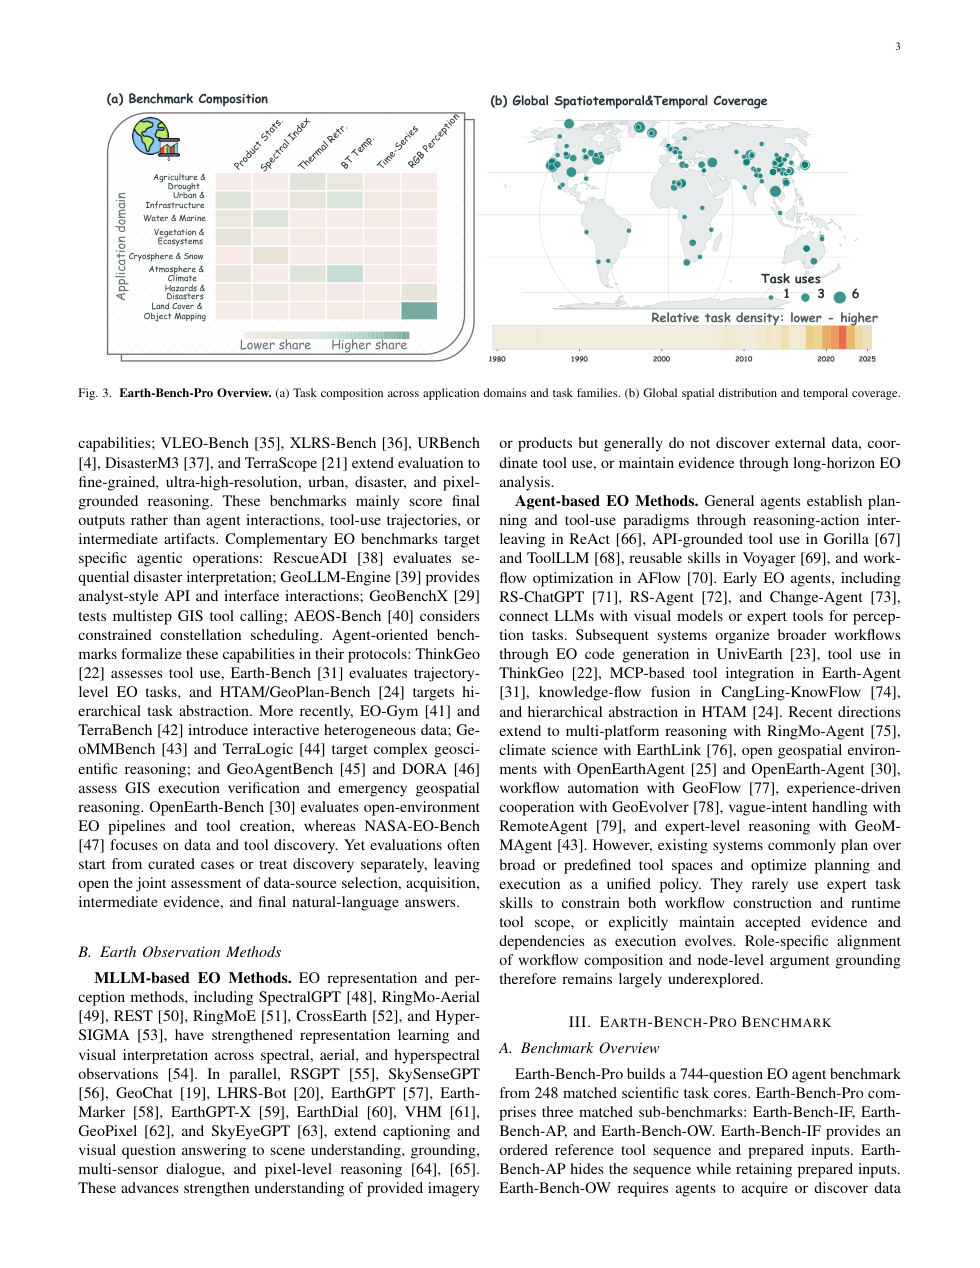 3
(a) Benchmark Composition
Product Stats.
Spectral Index
Thermal Retr.
BT Temp.
Time-Series
RGB Perception
Application domain
Agriculture &
Drought
Urban &
Infrastructure
Water & Marine
Vegetation &
Ecosystems
Cryosphere & Snow
Atmosphere &
Climate
Hazards &
Disasters
Land Cover &
Object Mapping
Lower share Higher share
(b) Global Spatiotemporal&Temporal Coverage
Task uses
1 3 6
Relative task density: lower - higher
1980 1990 2000 2010 2020 2025
Fig. 3. Earth-Bench-Pro Overview. (a) Task composition across application domains and task families. (b) Global spatial distribution and temporal coverage.
capabilities; VLEO-Bench [35], XLRS-Bench [36], URBench
[4], DisasterM3 [37], and TerraScope [21] extend evaluation to
fine-grained, ultra-high-resolution, urban, disaster, and pixel-
grounded reasoning. These benchmarks mainly score final
outputs rather than agent interactions, tool-use trajectories, or
intermediate artifacts. Complementary EO benchmarks target
specific agentic operations: RescueADI [38] evaluates se-
quential disaster interpretation; GeoLLM-Engine [39] provides
analyst-style API and interface interactions; GeoBenchX [29]
tests multistep GIS tool calling; AEOS-Bench [40] considers
constrained constellation scheduling. Agent-oriented bench-
marks formalize these capabilities in their protocols: ThinkGeo
[22] assesses tool use, Earth-Bench [31] evaluates trajectory-
level EO tasks, and HTAM/GeoPlan-Bench [24] targets hi-
erarchical task abstraction. More recently, EO-Gym [41] and
TerraBench [42] introduce interactive heterogeneous data; Ge-
oMMBench [43] and TerraLogic [44] target complex geosci-
entific reasoning; and GeoAgentBench [45] and DORA [46]
assess GIS execution verification and emergency geospatial
reasoning. OpenEarth-Bench [30] evaluates open-environment
EO pipelines and tool creation, whereas NASA-EO-Bench
[47] focuses on data and tool discovery. Yet evaluations often
start from curated cases or treat discovery separately, leaving
open the joint assessment of data-source selection, acquisition,
intermediate evidence, and final natural-language answers.
B. Earth Observation Methods
MLLM-based EO Methods. EO representation and per-
ception methods, including SpectralGPT [48], RingMo-Aerial
[49], REST [50], RingMoE [51], CrossEarth [52], and Hyper-
SIGMA [53], have strengthened representation learning and
visual interpretation across spectral, aerial, and hyperspectral
observations [54]. In parallel, RSGPT [55], SkySenseGPT
[56], GeoChat [19], LHRS-Bot [20], EarthGPT [57], Earth-
Marker [58], EarthGPT-X [59], EarthDial [60], VHM [61],
GeoPixel [62], and SkyEyeGPT [63], extend captioning and
visual question answering to scene understanding, grounding,
multi-sensor dialogue, and pixel-level reasoning [64], [65].
These advances strengthen understanding of provided imagery
or products but generally do not discover external data, coor-
dinate tool use, or maintain evidence through long-horizon EO
analysis.
Agent-based EO Methods. General agents establish plan-
ning and tool-use paradigms through reasoning-action inter-
leaving in ReAct [66], API-grounded tool use in Gorilla [67]
and ToolLLM [68], reusable skills in Voyager [69], and work-
flow optimization in AFlow [70]. Early EO agents, including
RS-ChatGPT [71], RS-Agent [72], and Change-Agent [73],
connect LLMs with visual models or expert tools for percep-
tion tasks. Subsequent systems organize broader workflows
through EO code generation in UnivEarth [23], tool use in
ThinkGeo [22], MCP-based tool integration in Earth-Agent
[31], knowledge-flow fusion in CangLing-KnowFlow [74],
and hierarchical abstraction in HTAM [24]. Recent directions
extend to multi-platform reasoning with RingMo-Agent [75],
climate science with EarthLink [76], open geospatial environ-
ments with OpenEarthAgent [25] and OpenEarth-Agent [30],
workflow automation with GeoFlow [77], experience-driven
cooperation with GeoEvolver [78], vague-intent handling with
RemoteAgent [79], and expert-level reasoning with GeoM-
MAgent [43]. However, existing systems commonly plan over
broad or predefined tool spaces and optimize planning and
execution as a unified policy. They rarely use expert task
skills to constrain both workflow construction and runtime
tool scope, or explicitly maintain accepted evidence and
dependencies as execution evolves. Role-specific alignment
of workflow composition and node-level argument grounding
therefore remains largely underexplored.
III. EARTH-BENCH-PRO BENCHMARK
A. Benchmark Overview
Earth-Bench-Pro builds a 744-question EO agent benchmark
from 248 matched scientific task cores. Earth-Bench-Pro com-
prises three matched sub-benchmarks: Earth-Bench-IF, Earth-
Bench-AP, and Earth-Bench-OW. Earth-Bench-IF provides an
ordered reference tool sequence and prepared inputs. Earth-
Bench-AP hides the sequence while retaining prepared inputs.
Earth-Bench-OW requires agents to acquire or discover data